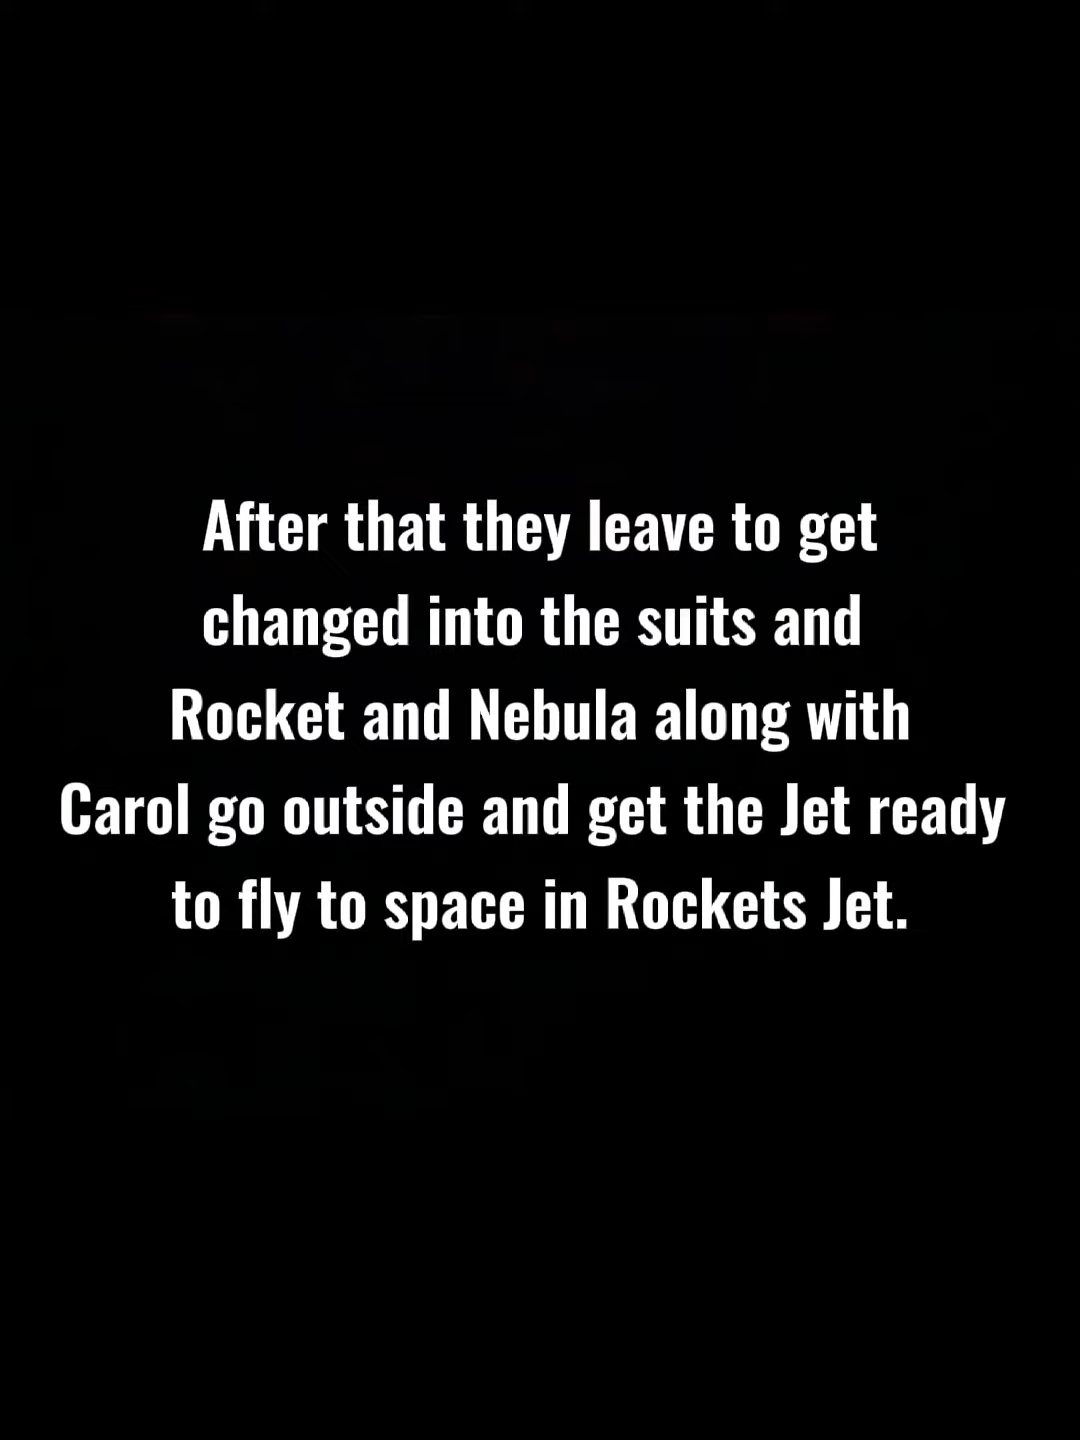 After that they leave to get
changed into the suits and
Rocket and Nebula along with
Carol go outside and get the Jet ready
to fly to space in Rockets Jet.